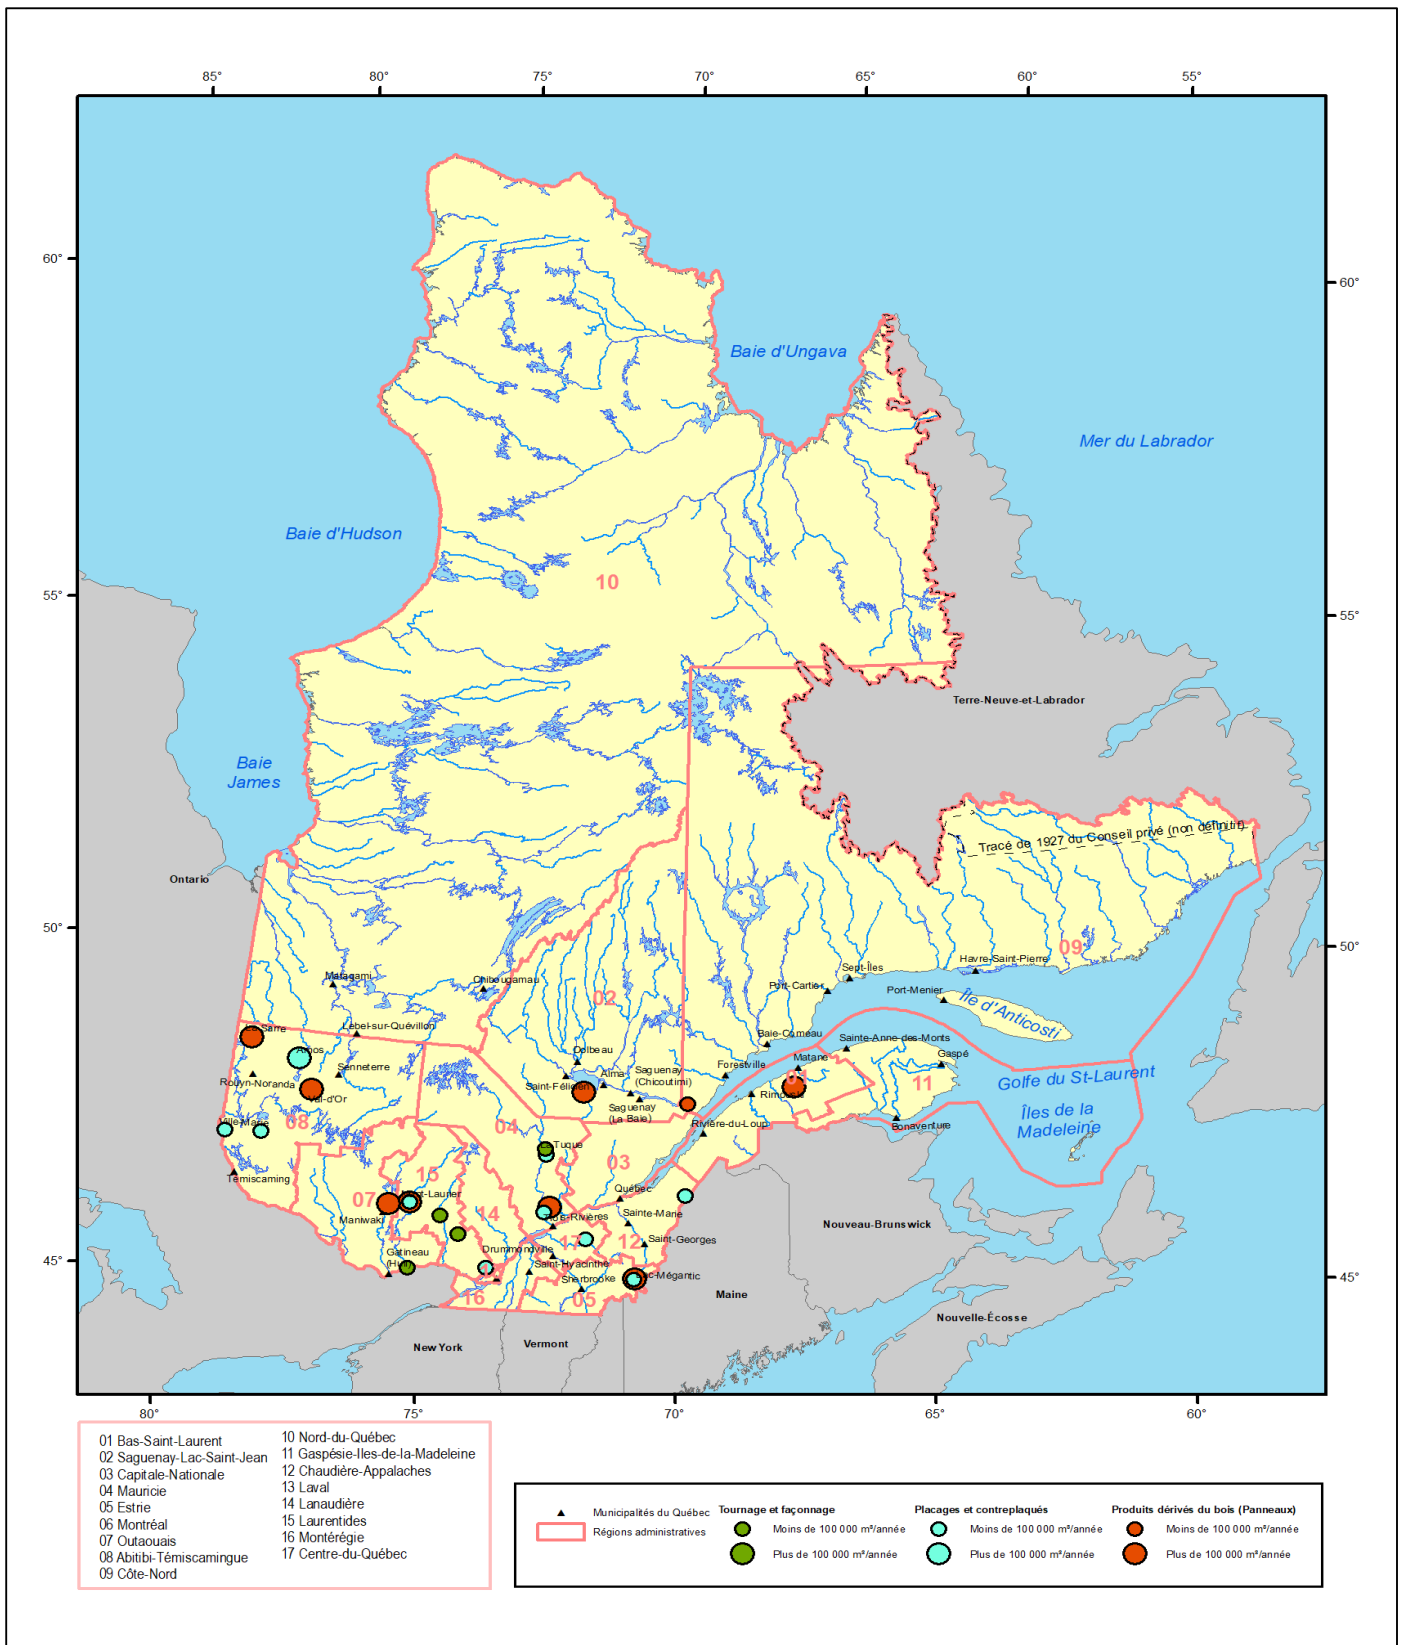 85°
80°
75°
70°
65°
60°
55°
60°
60°
Baie d'Ungava
Mer du Labrador
Baie d'Hudson
10
55°
55°
Terre-Neuve-et-Labrador
Baie
James
Tracé de 1927 du Conseil privé (non définitif)
Ontario
50°
50°
09
Havre-Saint-Pierre
Sept-Îles
Matagami
Chibougamau
Port-Cartier
Port-Menier
Île d'Anticosti
02
La Sarre
Lebel-sur-Quévillon
Baie-Comeau
Sainte-Anne-des-Monts
Amos
Dolbeau
Matane
Gaspé
Senneterre
Rouyn-Noranda
Alma
Saguenay
(Chicoutimi)
Forestville
01
11
Golfe du St-Laurent
Saint-Félicien
Val-d'Or
Rimouski
Saguenay
(La Baie)
Îles de la
Madeleine
Ville-Marie
08
04
Rivière-du-Loup
Bonaventure
La Tuque
03
Témiscaming
15
07
Mont-Laurier
Québec
Maniwaki
14
Trois-Rivières
Sainte-Marie
Nouveau-Brunswick
17
12
Saint-Georges
Gatineau
(Hull)
Drummondville
Saint-Hyacinthe
45°
45°
Sherbrooke
Lac-Mégantic
16
05
Maine
Nouvelle-Écosse
New York
Vermont
80°
75°
70°
65°
60°
01 Bas-Saint-Laurent
02 Saguenay-Lac-Saint-Jean
03 Capitale-Nationale
04 Mauricie
05 Estrie
06 Montréal
07 Outaouais
08 Abitibi-Témiscamingue
09 Côte-Nord
10 Nord-du-Québec
11 Gaspésie-Iles-de-la-Madeleine
12 Chaudière-Appalaches
13 Laval
14 Lanaudière
15 Laurentides
16 Montérégie
17 Centre-du-Québec
Municipalités du Québec
Régions administratives
Tournage et façonnage
Moins de 100 000 m³/année
Plus de 100 000 m³/année
Placages et contreplaqués
Moins de 100 000 m³/année
Plus de 100 000 m³/année
Produits dérivés du bois (Panneaux)
Moins de 100 000 m³/année
Plus de 100 000 m³/année